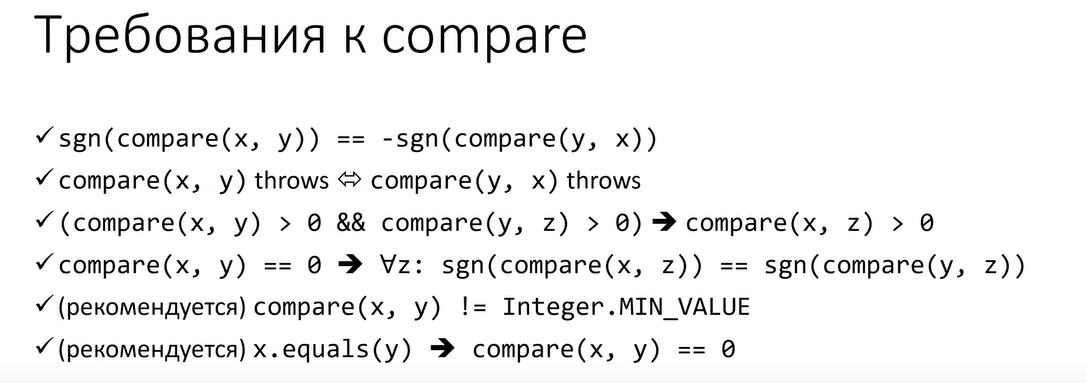 Требования к compare
✓ sgn(compare(x, y)) == -sgn(compare(y, x))
✓ compare(x, y) throws ⇔ compare(y, x) throws
✓ (compare(x, y) > 0 && compare(y, z) > 0) ➔ compare(x, z) > 0
✓ compare(x, y) == 0 ➔ ∀z: sgn(compare(x, z)) == sgn(compare(y, z))
✓ (рекомендуется) compare(x, y) != Integer.MIN_VALUE
✓ (рекомендуется) x.equals(y) ➔ compare(x, y) == 0